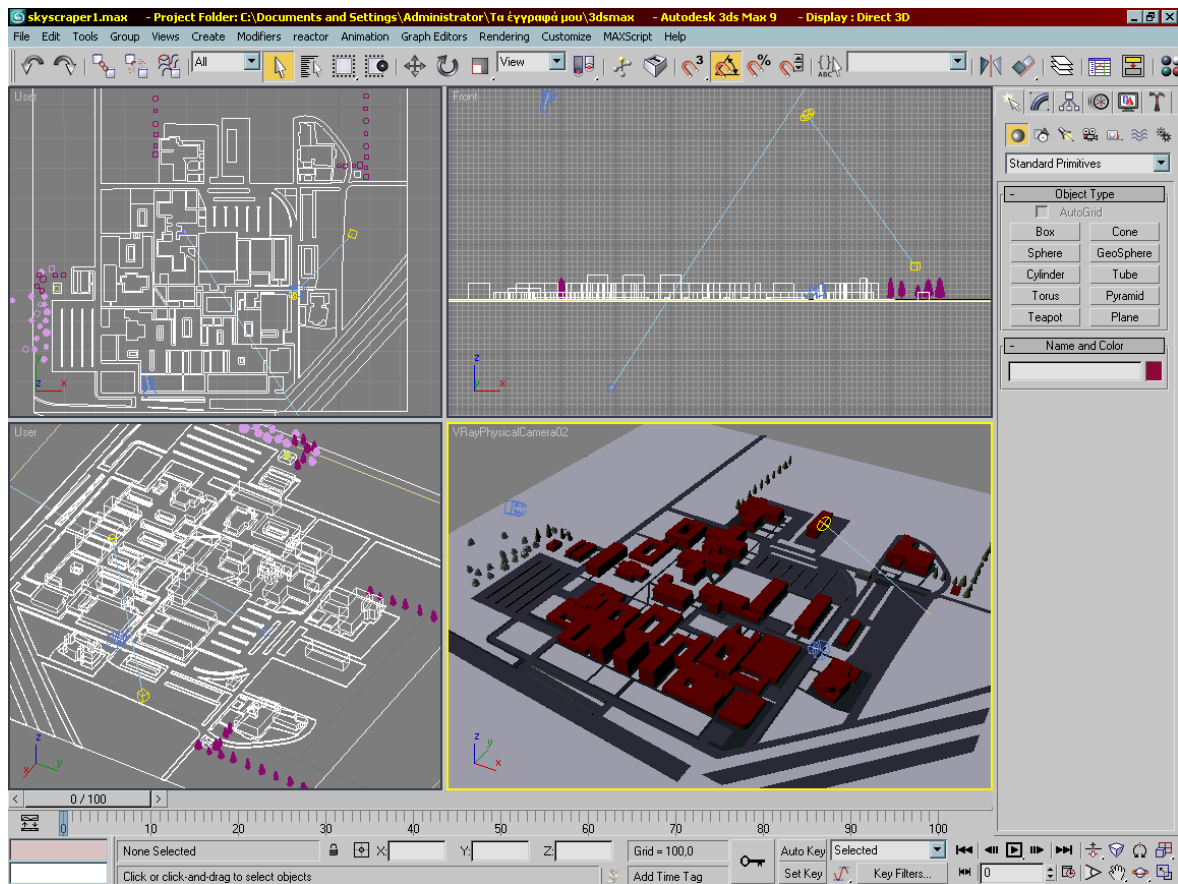 skyscraper1.max - Project Folder: C:\Documents and Settings\Administrator\Τα έγγραφά μου\3dsmax - Autodesk 3ds Max 9 - Display : Direct 3D
File Edit Tools Group Views Create Modifiers reactor Animation Graph Editors Rendering Customize MAXScript Help
All View 3 % ABC
User Front
Standard Primitives
Object Type
AutoGrid
Box Cone
Sphere GeoSphere
Cylinder Tube
Torus Pyramid
Teapot Plane
Name and Color
z x
z y x
User VRayPhysicalCamera02
z y x
z y x
0 / 100
0 10 20 30 40 50 60 70 80 90 100
None Selected X: Y: Z: Grid = 100,0 Auto Key Selected
Click or click-and-drag to select objects Add Time Tag Set Key Key Filters... 0